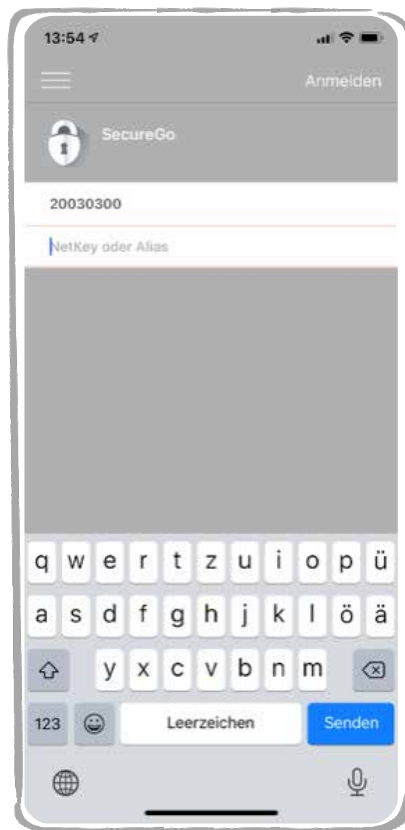 13:54
Anmelden
SecureGo
20030300
NetKey oder Alias
q w e r t z u i o p ü
a s d f g h j k l ö ä
y x c v b n m
123 Leerzeichen Senden